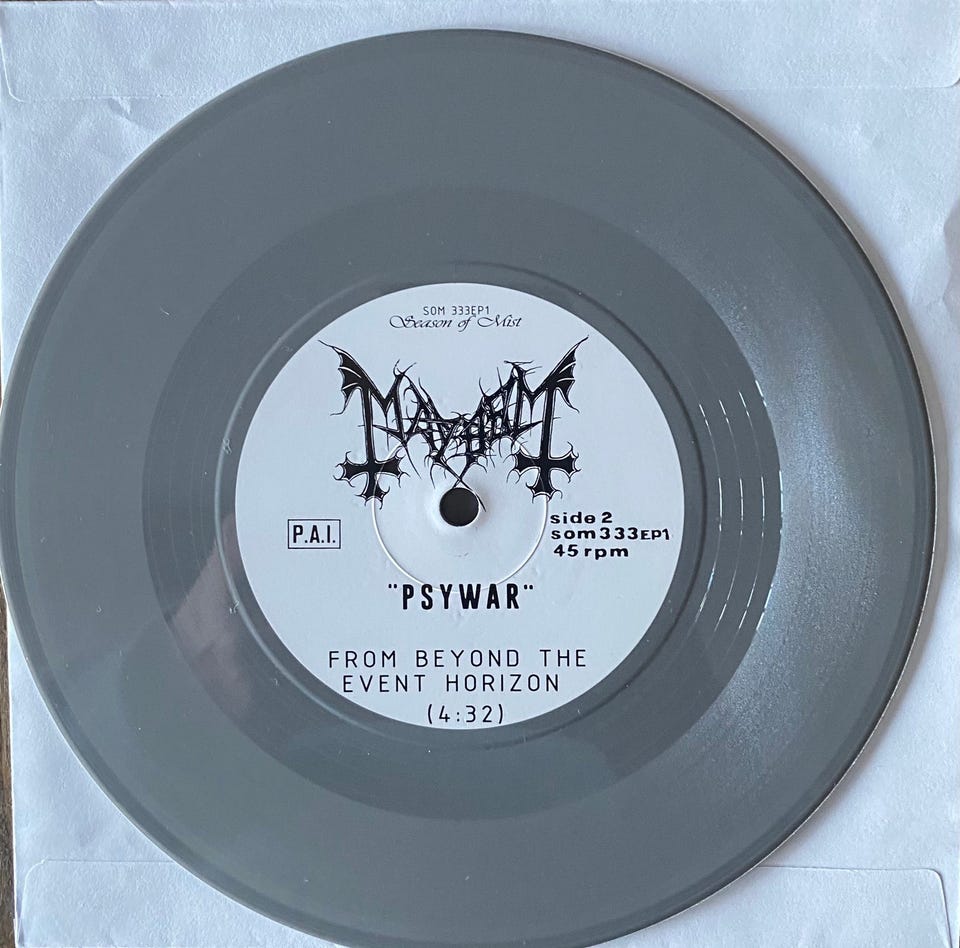 SOM 333EP1
Season of Mist
MAYHEM
P.A.I.
side 2
som333EP1
45 rpm
"PSYWAR"
FROM BEYOND THE
EVENT HORIZON
(4:32)